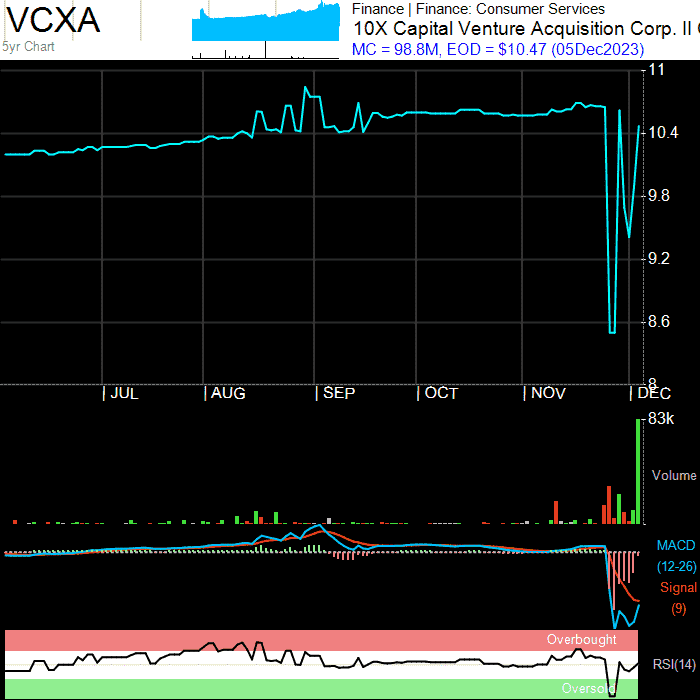 VCXA
5yr Chart
Finance | Finance: Consumer Services
10X Capital Venture Acquisition Corp. II
MC = 98.8M, EOD = $10.47 (05Dec2023)
11
10.4
9.8
9.2
8.6
8
JUL AUG SEP OCT NOV DEC
83k
Volume
MACD
(12-26)
Signal
(9)
Overbought
RSI(14)
Oversold